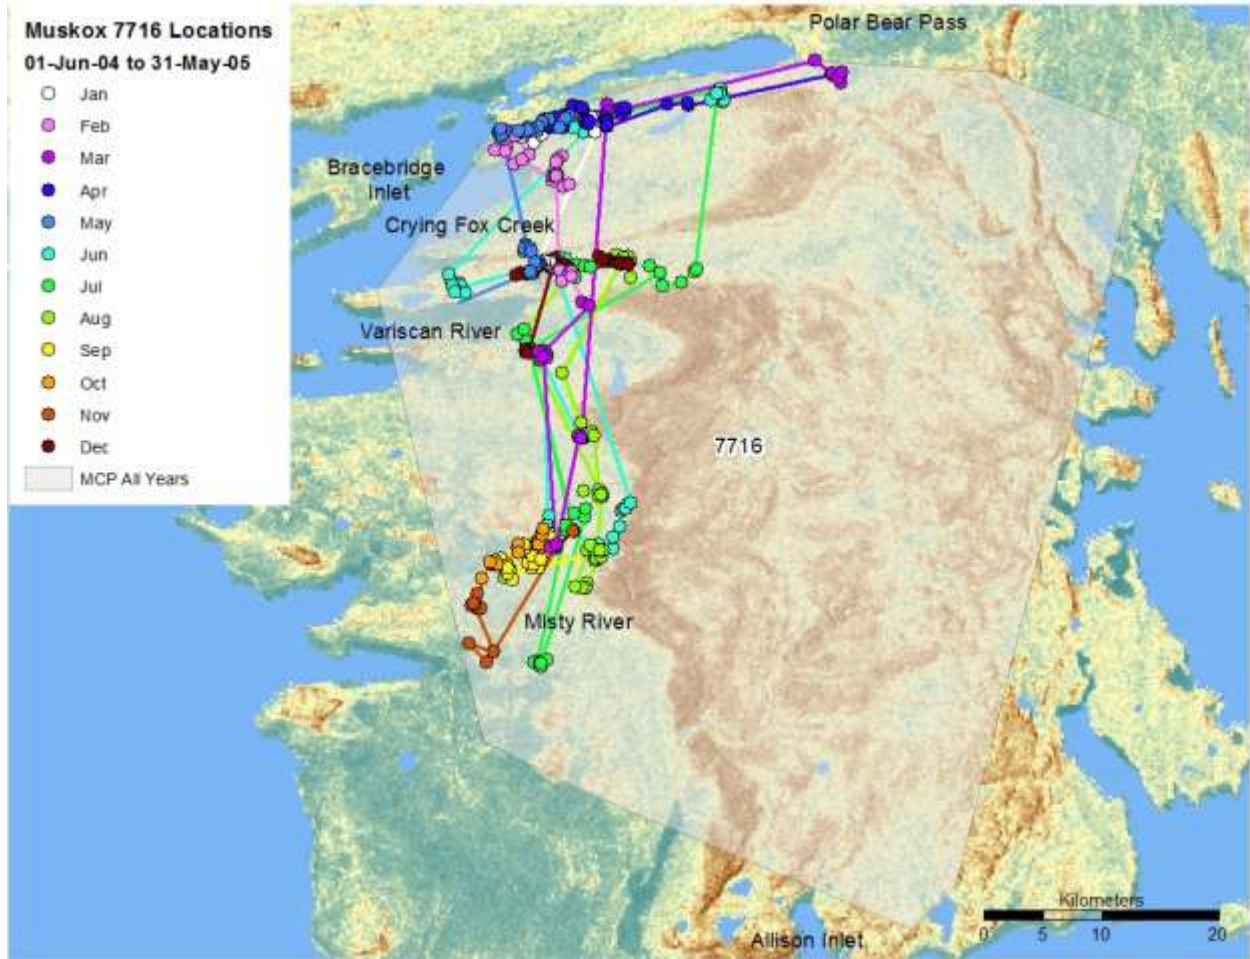 Muskox 7716 Locations
01-Jun-04 to 31-May-05
Jan
Feb
Mar
Apr
May
Jun
Jul
Aug
Sep
Oct
Nov
Dec
MCP All Years
Polar Bear Pass
Bracebridge
Inlet
Crying Fox Creek
Variscan River
7716
Misty River
Allison Inlet
Kilometers
0 5 10 20